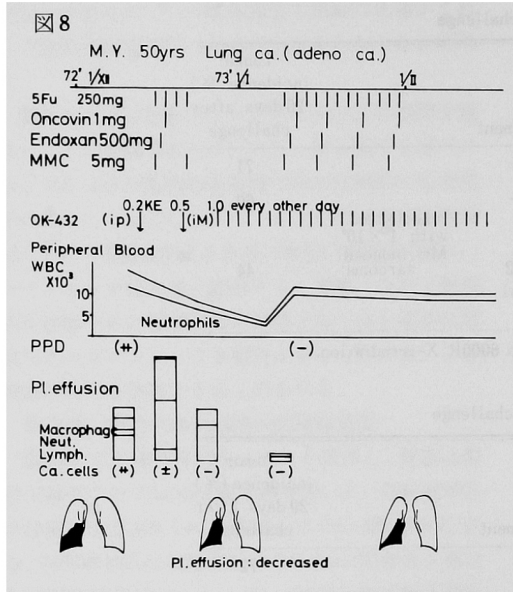 図 8
M.Y. 50yrs Lung ca. (adeno ca.)
72' 1/XII 73' 1/I 1/II
5Fu 250mg
Oncovin 1mg
Endoxan 500mg
MMC 5mg
0.2KE 0.5 1.0 every other day
OK-432 (ip) (iM)
Peripheral Blood
WBC
X10³
10
5
Neutrophils
PPD (++) (-)
Pl.effusion
Macrophage
Neut.
Lymph.
Ca. cells (++) (±) (-) (-)
Pl.effusion : decreased